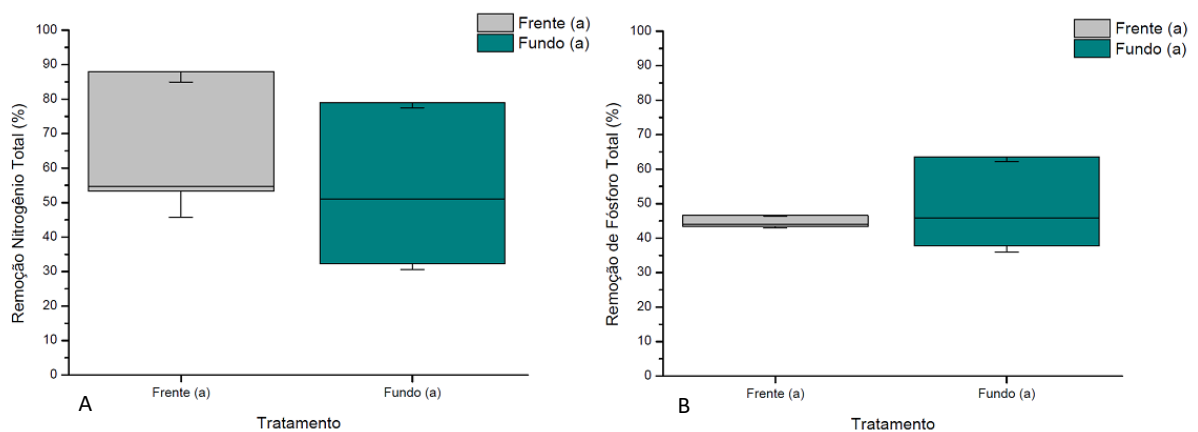 Frente (a)
Fundo (a)
100
90
80
70
60
50
40
30
20
10
0
Remoção Nitrogênio Total (%)
Frente (a)
Fundo (a)
A
Tratamento
Frente (a)
Fundo (a)
100
90
80
70
60
50
40
30
20
10
0
Remoção de Fósforo Total (%)
Frente (a)
Fundo (a)
B
Tratamento